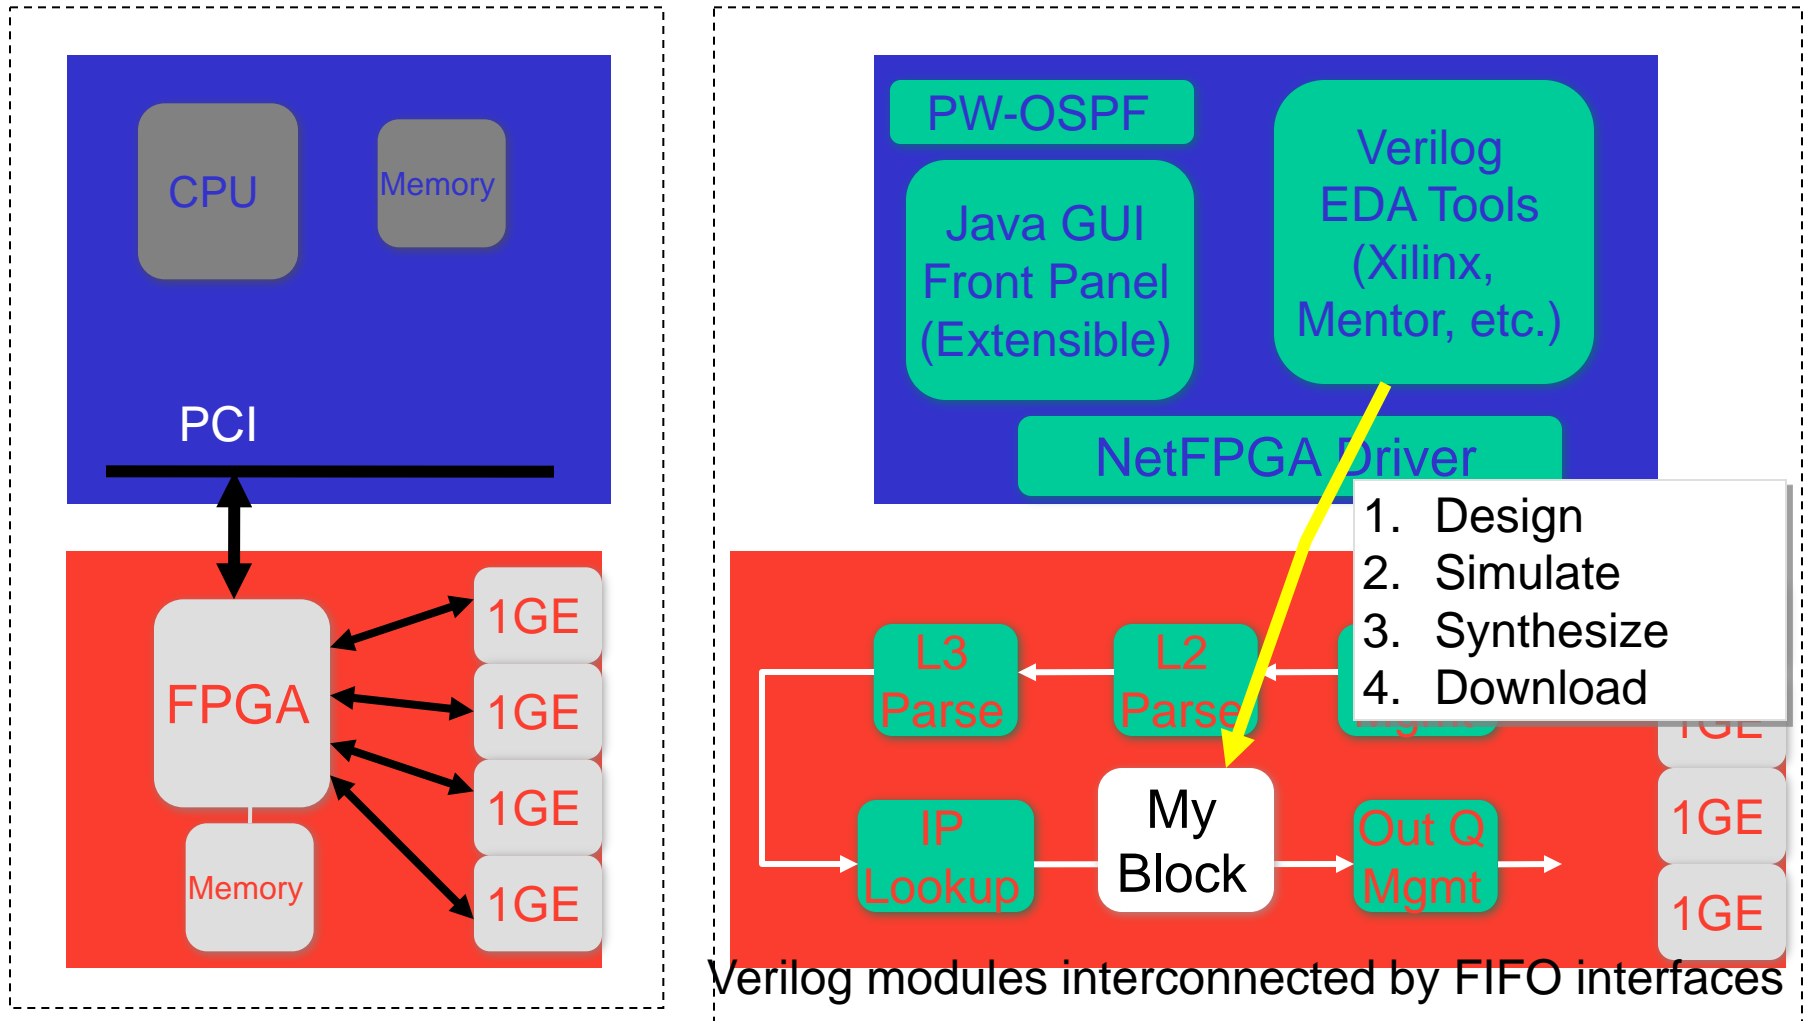 CPU
Memory
PCI
FPGA
1GE
1GE
1GE
1GE
Memory
PW-OSPF
Java GUI
Front Panel
(Extensible)
Verilog
EDA Tools
(Xilinx,
Mentor, etc.)
NetFPGA Driver
1. Design
2. Simulate
3. Synthesize
4. Download
L3
Parse
L2
Parse
Mgmt
1GE
IP
Lookup
My
Block
Out Q
Mgmt
1GE
1GE
Verilog modules interconnected by FIFO interfaces